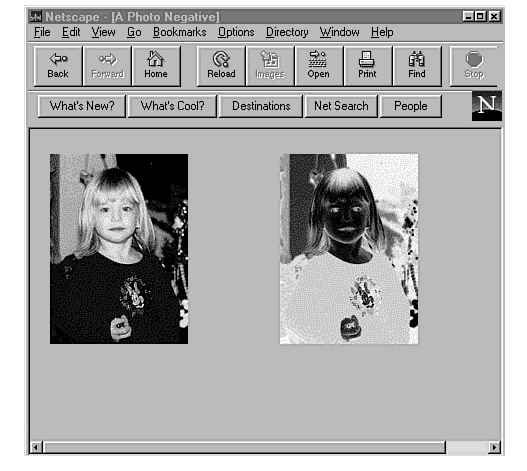 Netscape - [A Photo Negative]
File Edit View Go Bookmarks Options Directory Window Help
Back Forward Home Reload Images Open Print Find Stop
What's New? What's Cool? Destinations Net Search People
N